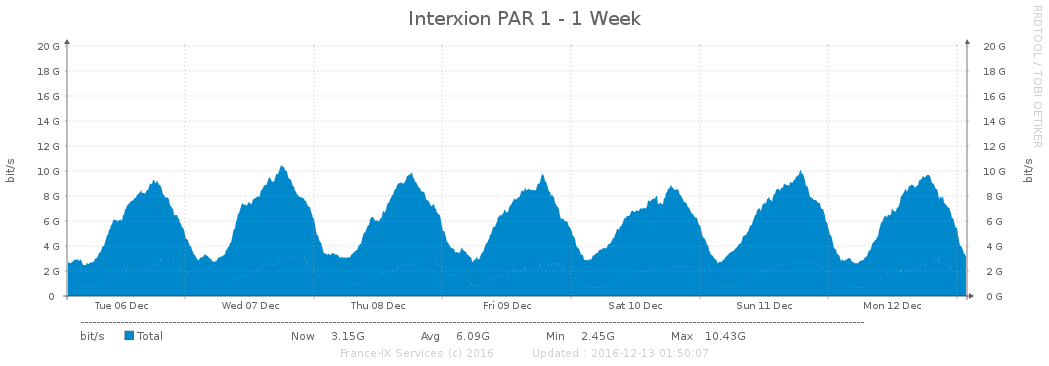 Interxion PAR 1 - 1 Week
RRDTOOL / TOBI OETIKER
20 G 20 G
18 G 18 G
16 G 16 G
14 G 14 G
12 G 12 G
10 G 10 G
8 G 8 G
6 G 6 G
4 G 4 G
2 G 2 G
0 0 G
bit/s
bit/s
Tue 06 Dec Wed 07 Dec Thu 08 Dec Fri 09 Dec Sat 10 Dec Sun 11 Dec Mon 12 Dec
bit/s Total Now 3.15G Avg 6.09G Min 2.45G Max 10.43G
France-IX Services (c) 2016 Updated : 2016-12-13 01:50:07